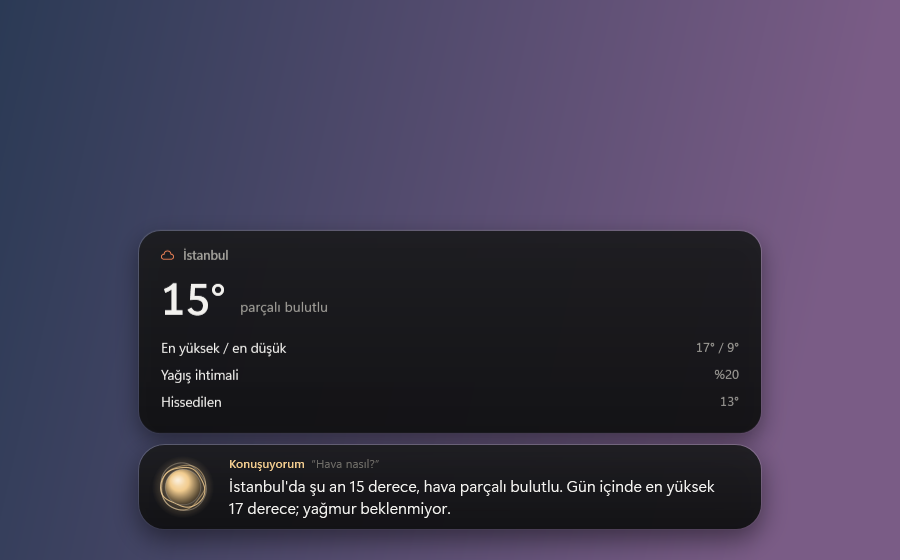 İstanbul
15° parçalı bulutlu
En yüksek / en düşük 17° / 9°
Yağış ihtimali %20
Hissedilen 13°
Konuşuyorum "Hava nasıl?"
İstanbul'da şu an 15 derece, hava parçalı bulutlu. Gün içinde en yüksek
17 derece; yağmur beklenmiyor.